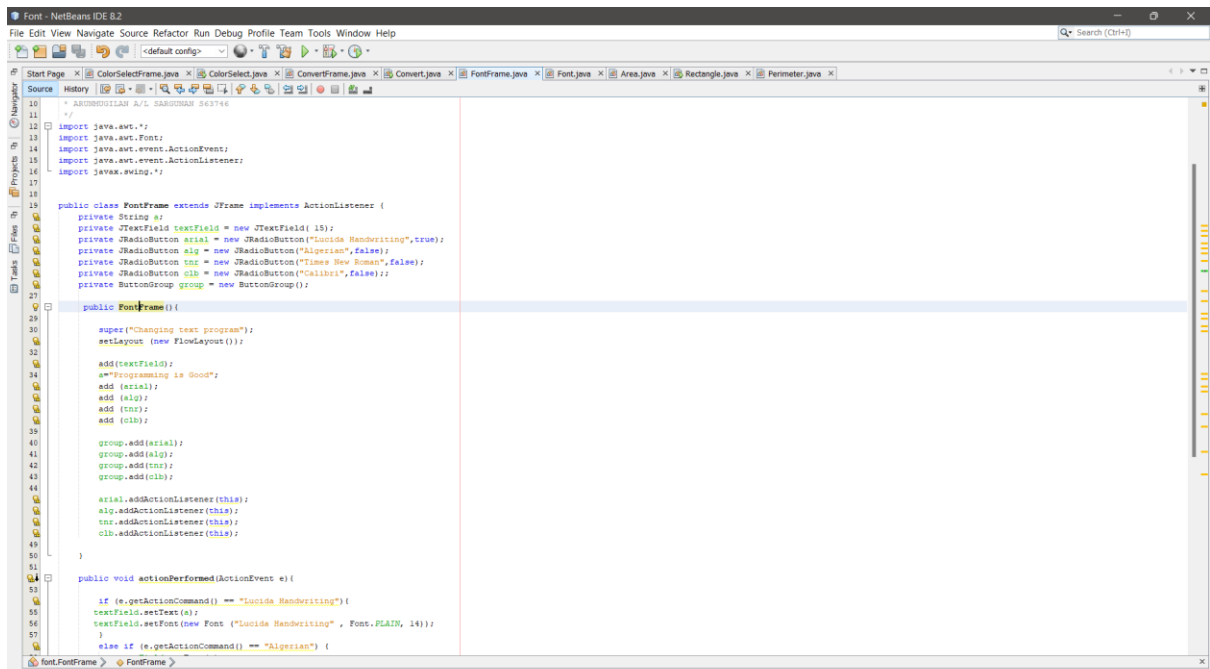 Font - NetBeans IDE 8.2
File Edit View Navigate Source Refactor Run Debug Profile Team Tools Window Help
Search (Ctrl+I)
<default config>
Start Page ColorSelectFrame.java ColorSelect.java ConvertFrame.java Convert.java FontFrame.java Font.java Area.java Rectangle.java Perimeter.java
Source History
Navigator
Projects
Files
Tasks
10 * ARUNMUGILAN A/L SARGUNAN S63746
11 */
12 import java.awt.*;
13 import java.awt.Font;
14 import java.awt.event.ActionEvent;
15 import java.awt.event.ActionListener;
16 import javax.swing.*;
17
18
19 public class FontFrame extends JFrame implements ActionListener {
private String a;
private JTextField textField = new JTextField( 15);
private JRadioButton arial = new JRadioButton("Lucida Handwriting",true);
private JRadioButton alg = new JRadioButton("Algerian",false);
private JRadioButton tnr = new JRadioButton("Times New Roman",false);
private JRadioButton clb = new JRadioButton("Calibri",false);;
private ButtonGroup group = new ButtonGroup();
27
public FontFrame(){
29
30 super("Changing text program");
setLayout (new FlowLayout());
32
add(textField);
34 a="Programming is Good";
add (arial);
add (alg);
add (tnr);
add (clb);
39
40 group.add(arial);
41 group.add(alg);
42 group.add(tnr);
43 group.add(clb);
44
arial.addActionListener(this);
alg.addActionListener(this);
tnr.addActionListener(this);
clb.addActionListener(this);
49
50 }
51
public void actionPerformed(ActionEvent e){
53
if (e.getActionCommand() == "Lucida Handwriting"){
55 textField.setText(a);
56 textField.setFont(new Font ("Lucida Handwriting" , Font.PLAIN, 14));
57 }
else if (e.getActionCommand() == "Algerian") {
font.FontFrame FontFrame